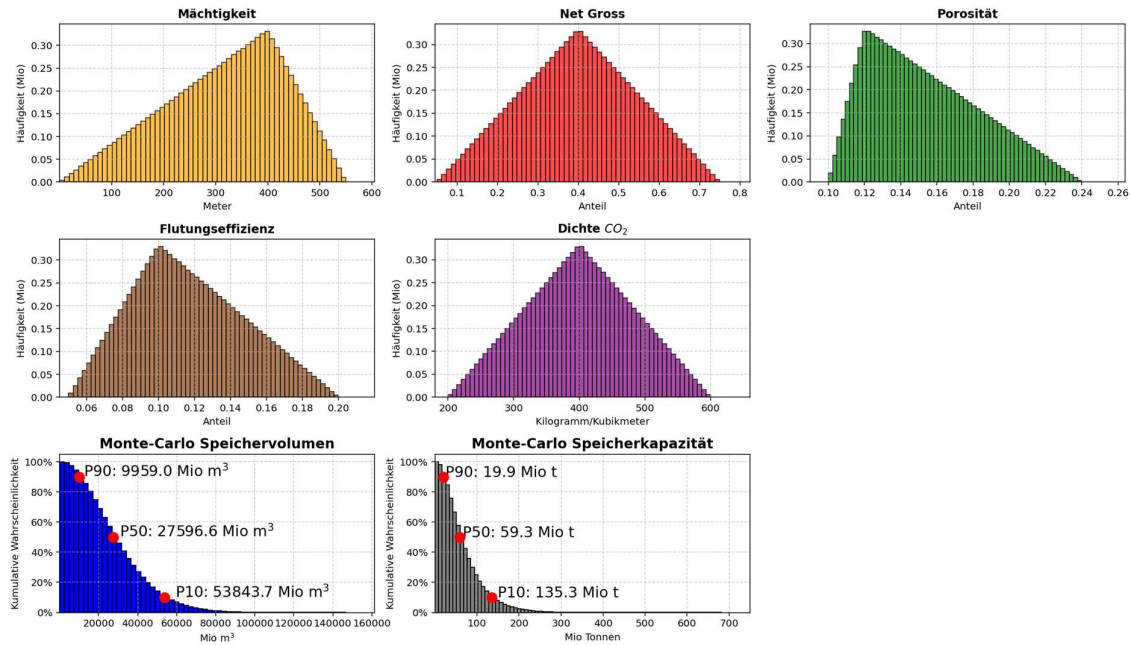 Mächtigkeit
Häufigkeit (Mio)
0.30
0.25
0.20
0.15
0.10
0.05
0.00
100 200 300 400 500 600
Meter
Net Gross
Häufigkeit (Mio)
0.30
0.25
0.20
0.15
0.10
0.05
0.00
0.1 0.2 0.3 0.4 0.5 0.6 0.7 0.8
Anteil
Porosität
Häufigkeit (Mio)
0.30
0.25
0.20
0.15
0.10
0.05
0.00
0.10 0.12 0.14 0.16 0.18 0.20 0.22 0.24 0.26
Anteil
Flutungseffizienz
Häufigkeit (Mio)
0.30
0.25
0.20
0.15
0.10
0.05
0.00
0.06 0.08 0.10 0.12 0.14 0.16 0.18 0.20
Anteil
Dichte CO₂
Häufigkeit (Mio)
0.30
0.25
0.20
0.15
0.10
0.05
0.00
200 300 400 500 600
Kilogramm/Kubikmeter
Monte-Carlo Speichervolumen
Kumulative Wahrscheinlichkeit
100%
80%
60%
40%
20%
0%
P90: 9959.0 Mio m³
P50: 27596.6 Mio m³
P10: 53843.7 Mio m³
20000 40000 60000 80000 100000 120000 140000 160000
Mio m³
Monte-Carlo Speicherkapazität
Kumulative Wahrscheinlichkeit
100%
80%
60%
40%
20%
0%
P90: 19.9 Mio t
P50: 59.3 Mio t
P10: 135.3 Mio t
100 200 300 400 500 600 700
Mio Tonnen